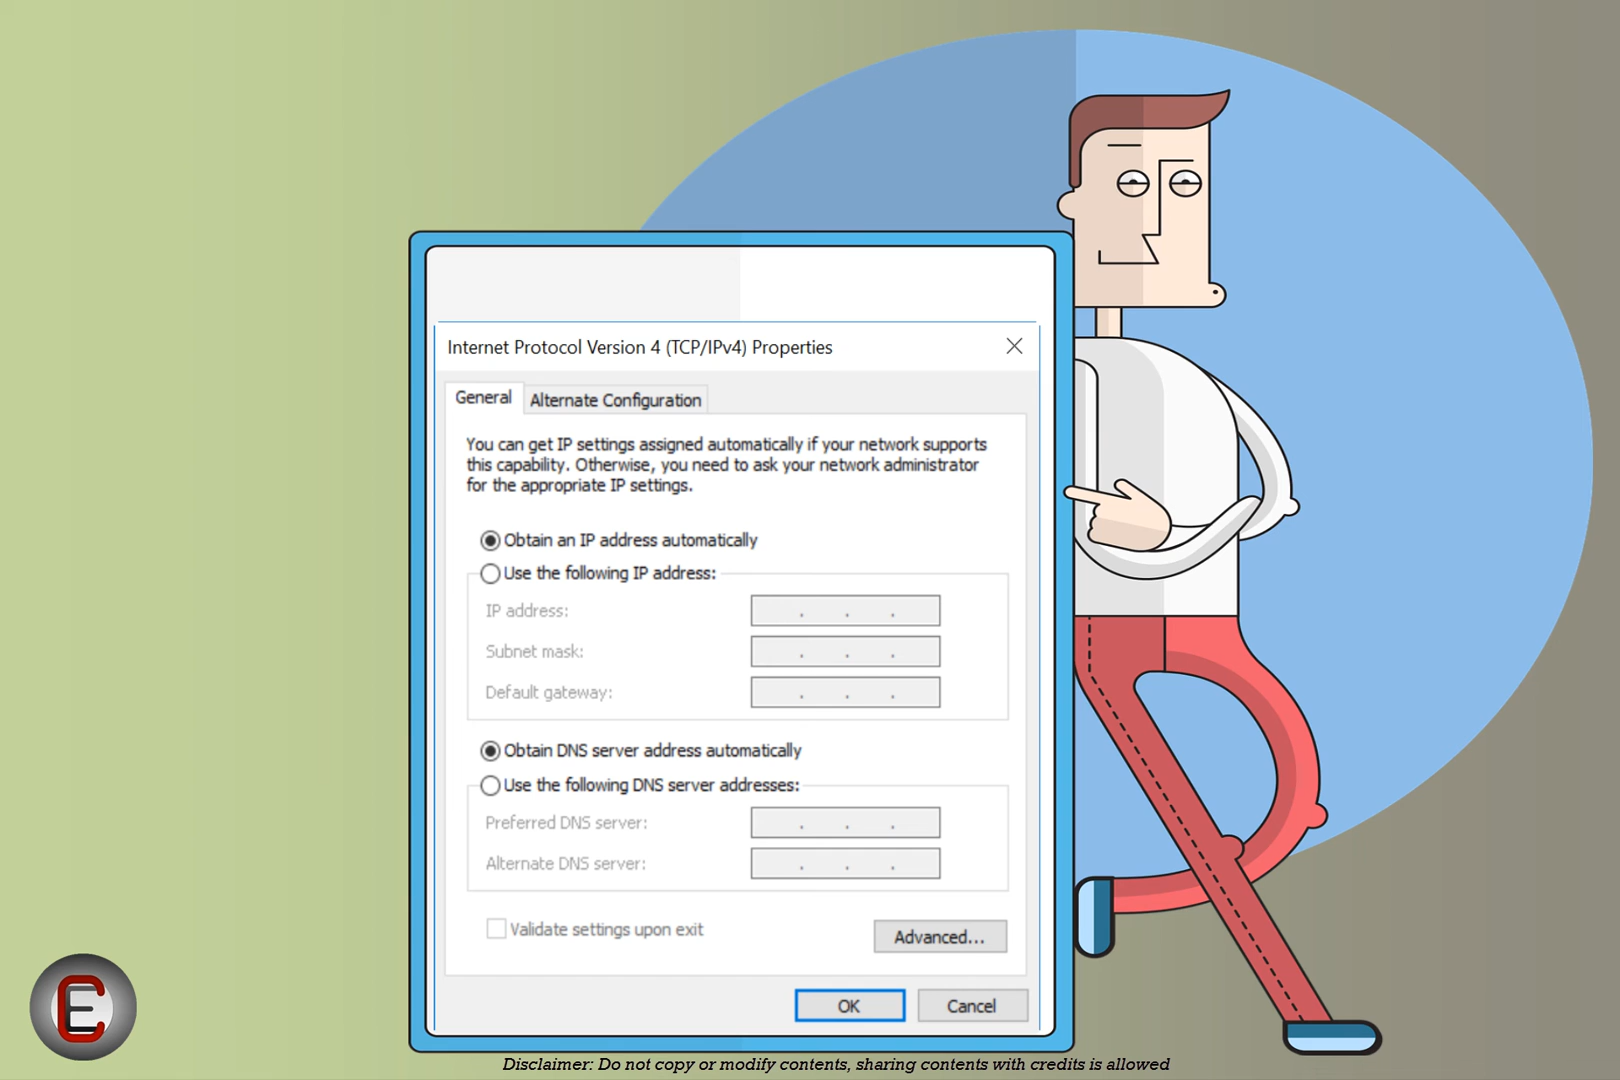 Internet Protocol Version 4 (TCP/IPv4) Properties
General
Alternate Configuration
You can get IP settings assigned automatically if your network supports
this capability. Otherwise, you need to ask your network administrator
for the appropriate IP settings.
Obtain an IP address automatically
Use the following IP address:
IP address:
Subnet mask:
Default gateway:
Obtain DNS server address automatically
Use the following DNS server addresses:
Preferred DNS server:
Alternate DNS server:
Validate settings upon exit
Advanced...
OK
Cancel
CE
Disclaimer: Do not copy or modify contents, sharing contents with credits is allowed